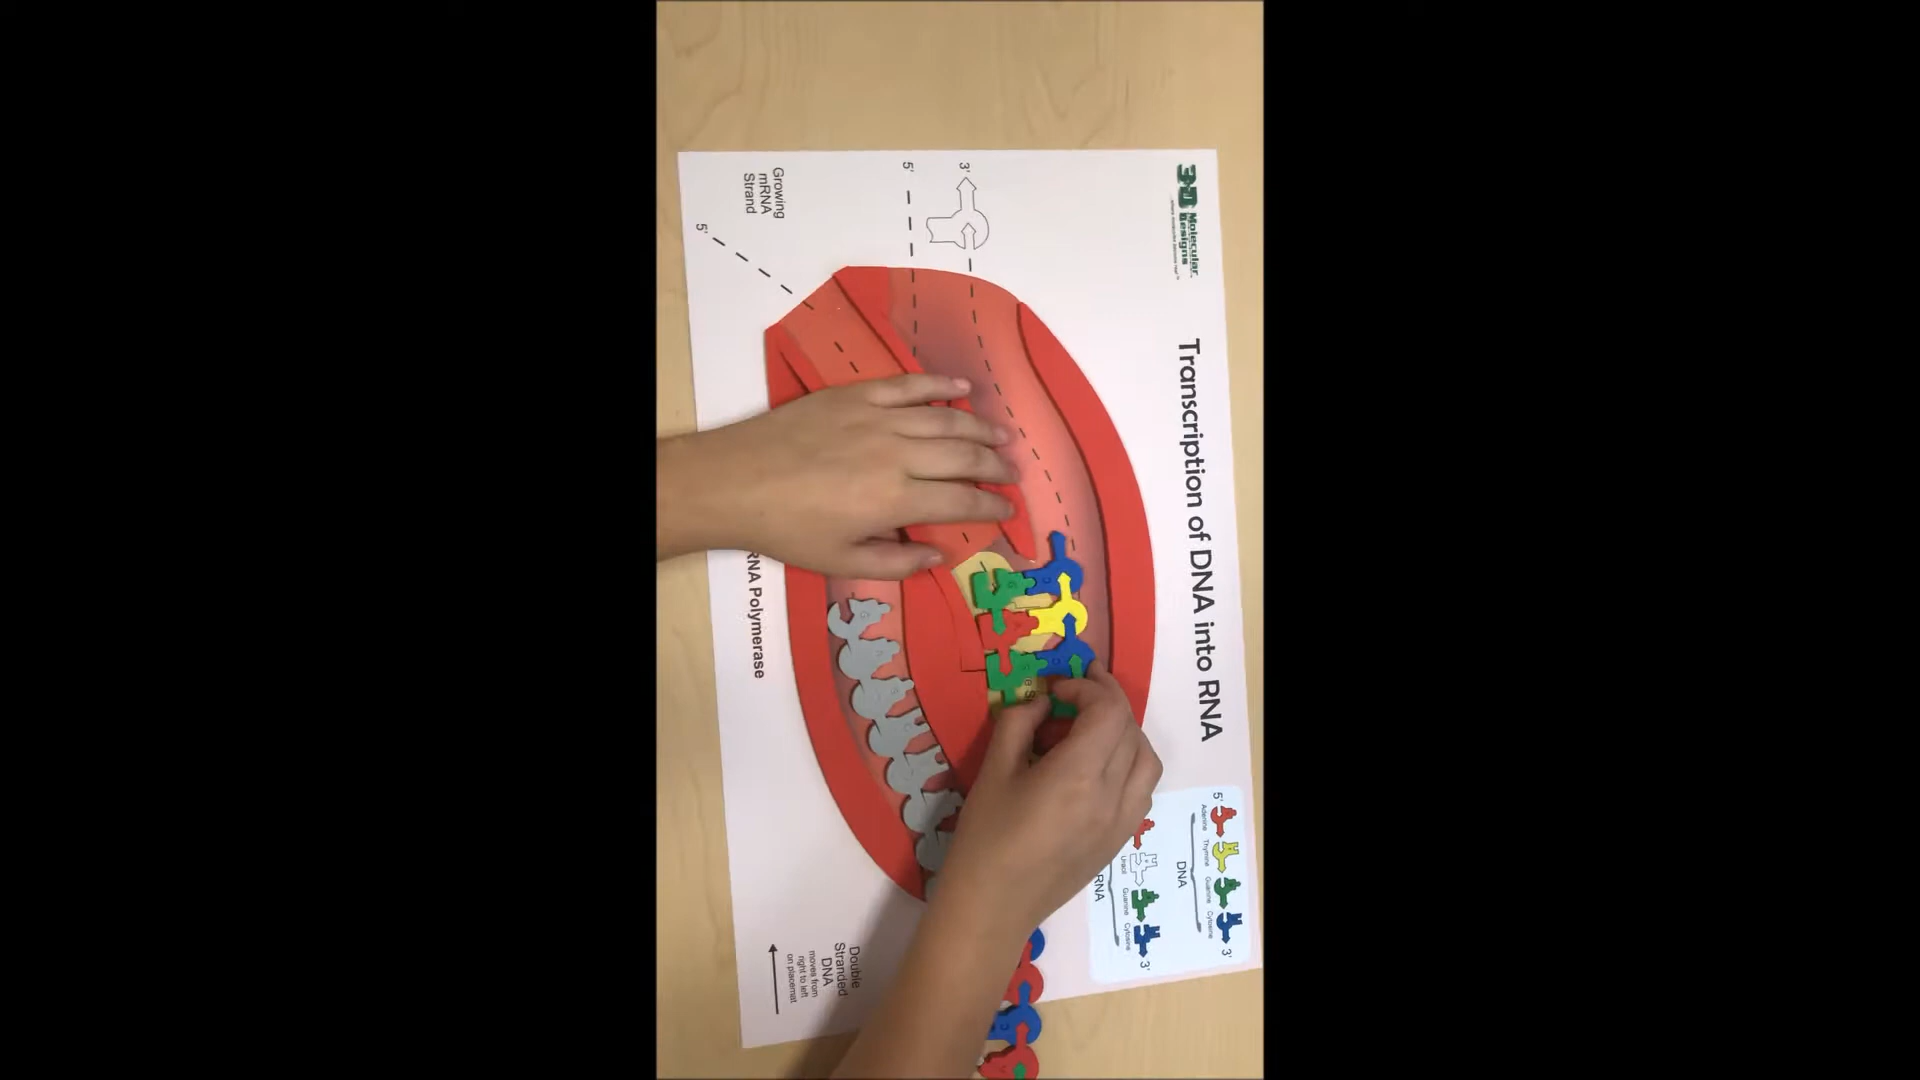 3-D Molecular
Designs
Transcription of DNA into RNA
3'
5'
Growing
mRNA
Strand
5'
RNA Polymerase
5'
Adenine
Thymine
Guanine
Cytosine
3'
DNA
Uracil
Guanine
Cytosine
3'
RNA
Double
Stranded
DNA
moves from
right to left
on placemat